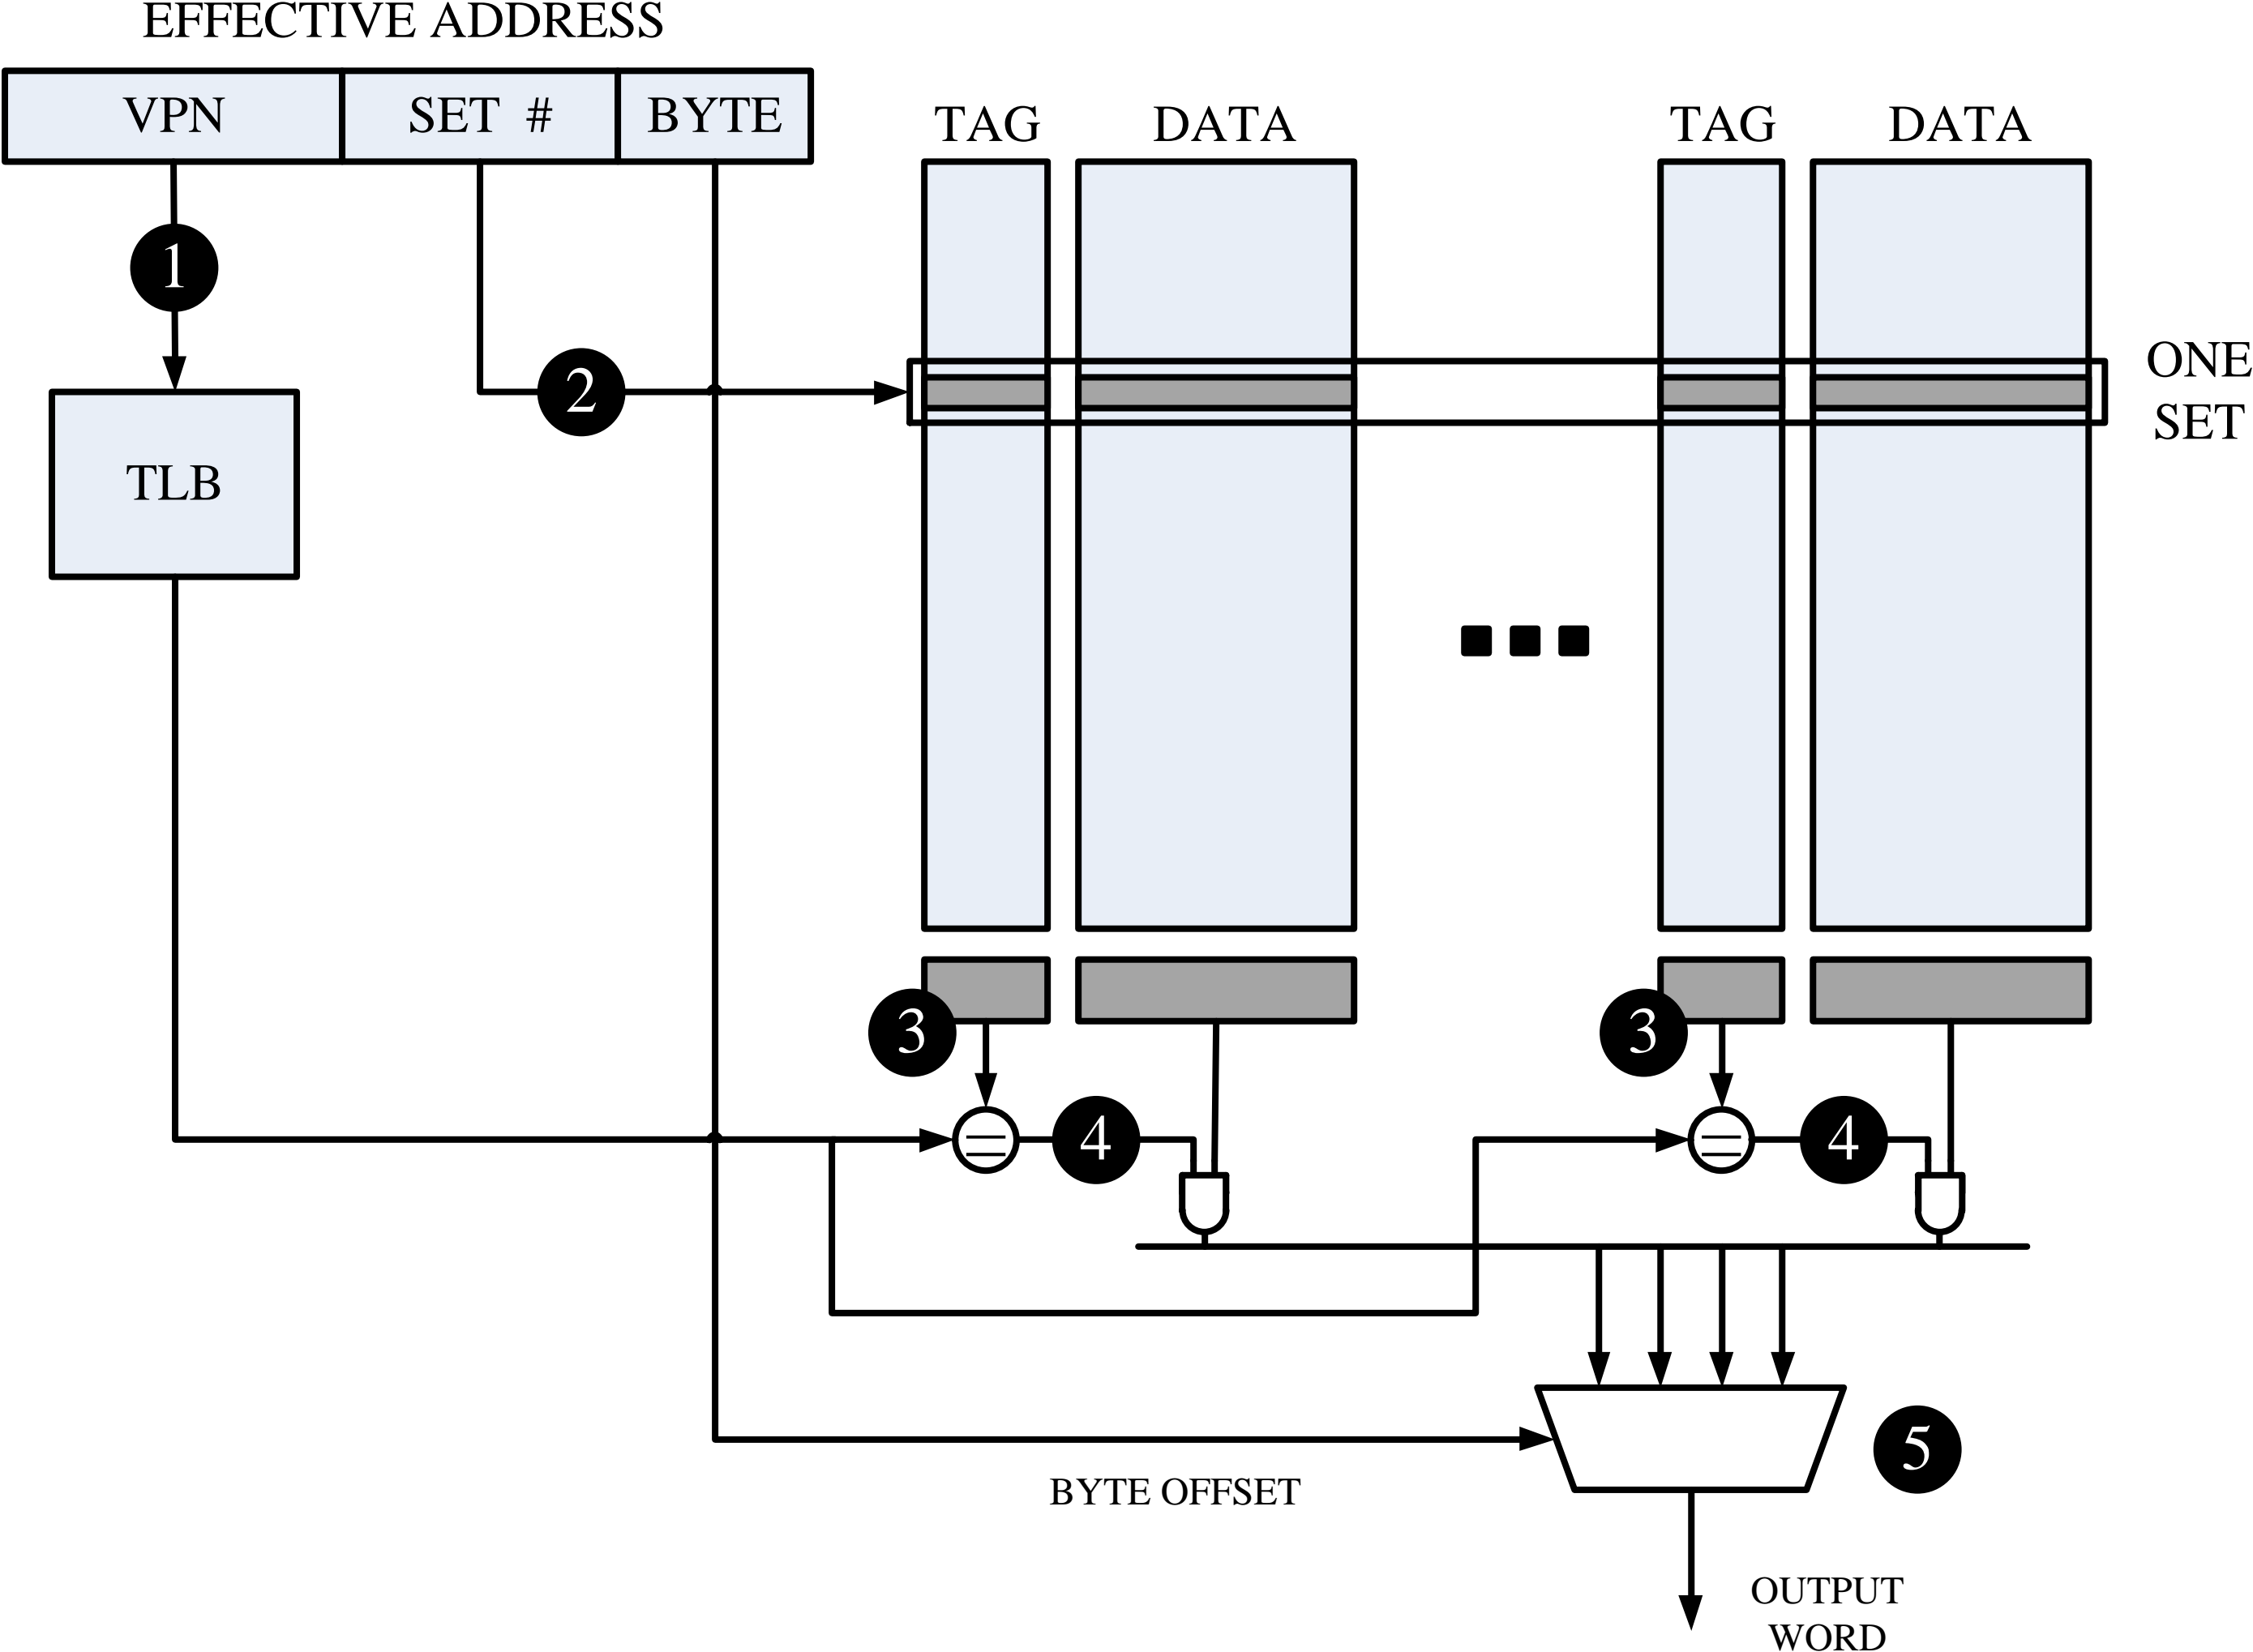 EFFECTIVE ADDRESS
VPN SET # BYTE
TAG DATA TAG DATA
1
2
ONE
SET
TLB
3 3
4 4
5
BYTE OFFSET
OUTPUT
WORD